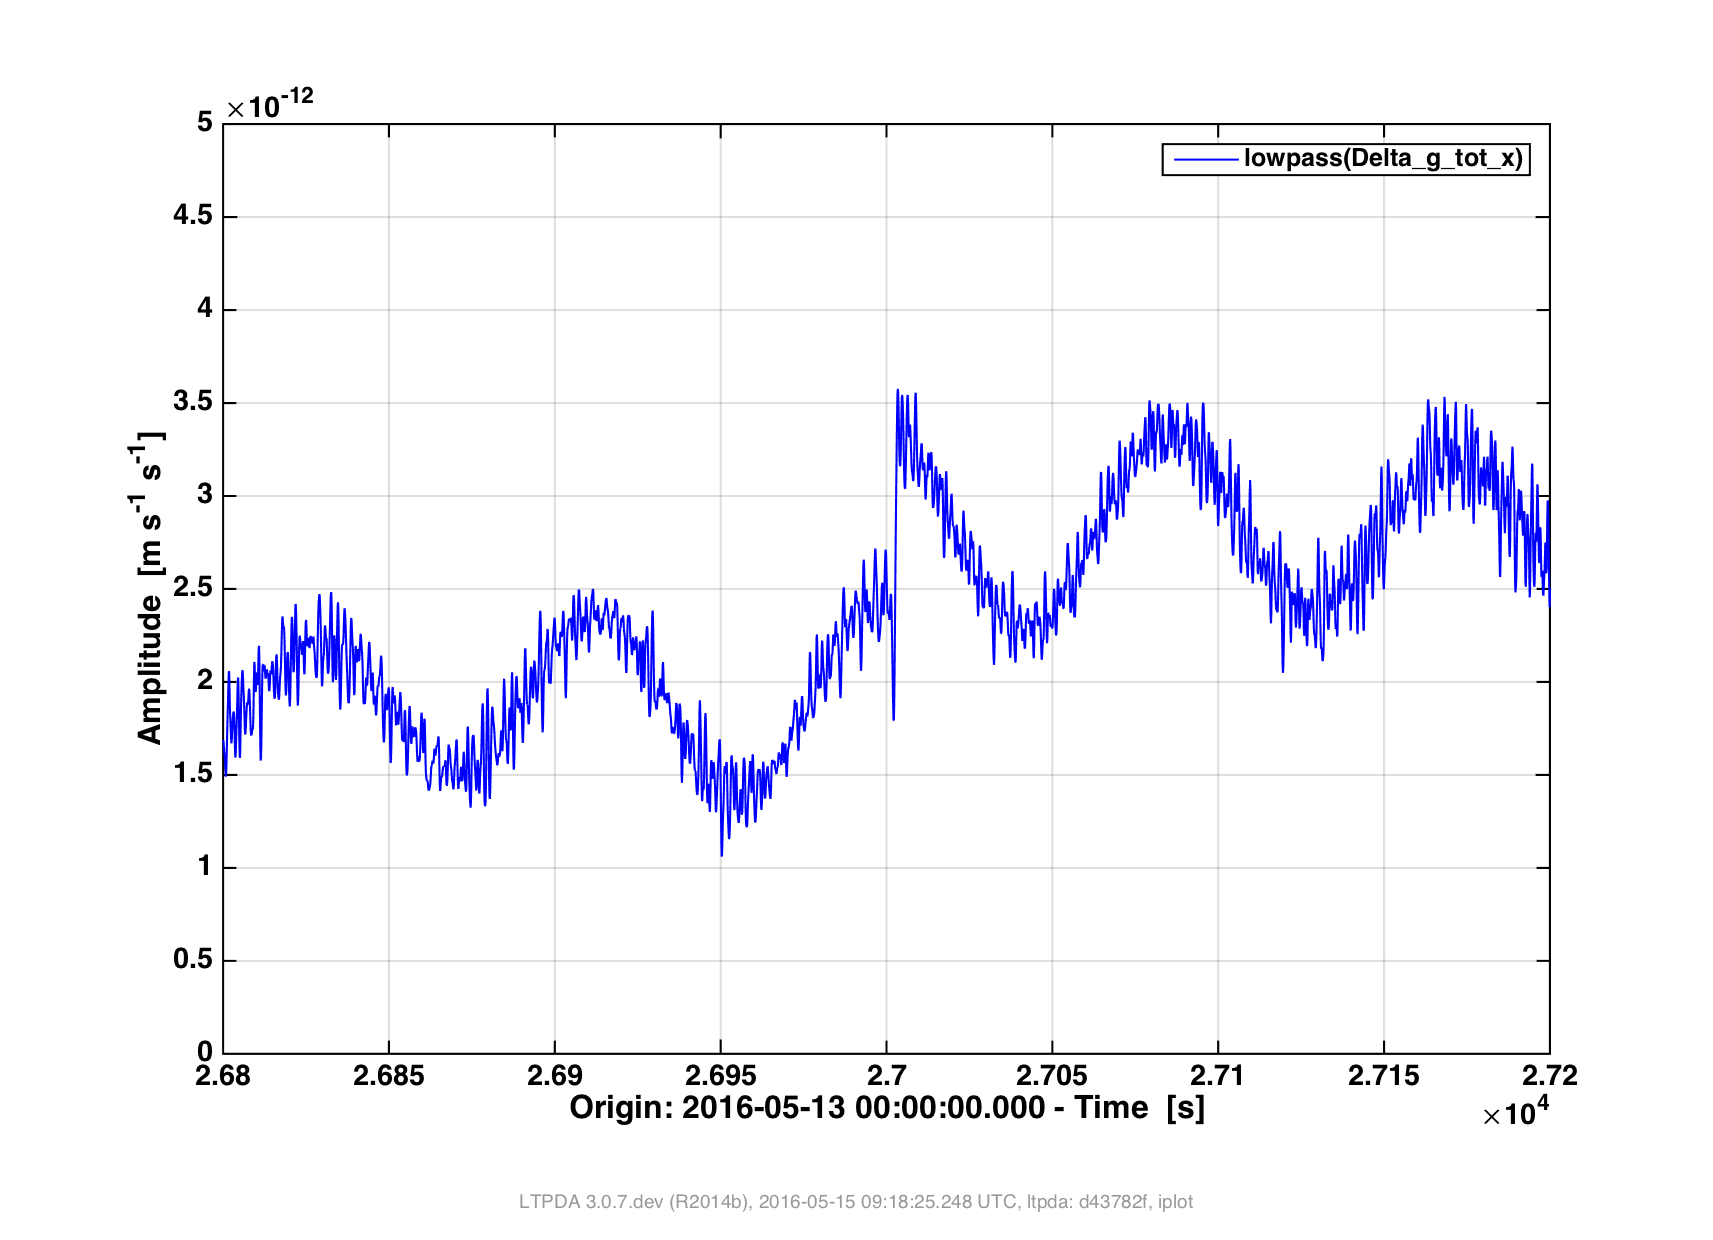 ×10-12
5
4.5
4
3.5
3
2.5
2
1.5
1
0.5
0
Amplitude [m s-1 s-1]
lowpass(Delta_g_tot_x)
2.68 2.685 2.69 2.695 2.7 2.705 2.71 2.715 2.72
Origin: 2016-05-13 00:00:00.000 - Time [s]
×104
LTPDA 3.0.7.dev (R2014b), 2016-05-15 09:18:25.248 UTC, ltpda: d43782f, iplot